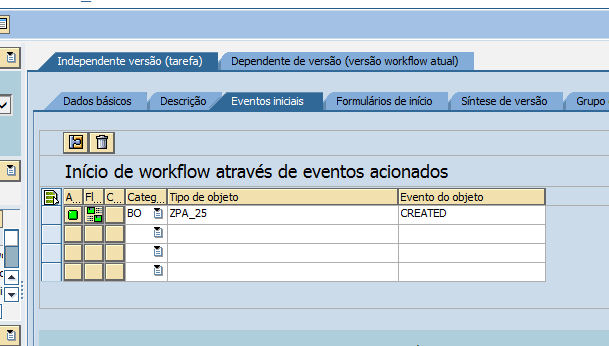 Independente versão (tarefa) Dependente de versão (versão workflow atual)
Dados básicos Descrição Eventos iniciais Formulários de início Síntese de versão Grupo
Início de workflow através de eventos acionados
A... Fl... C... Categ... Tipo de objeto Evento do objeto
BO ZPA_25 CREATED